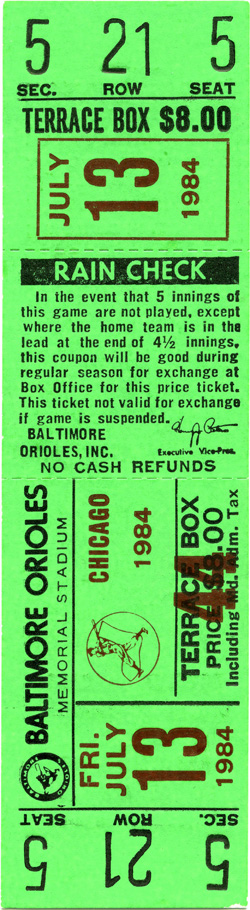 5 21 5
SEC. ROW SEAT
TERRACE BOX $8.00
JULY 13 1984
RAIN CHECK
In the event that 5 innings of
this game are not played, except
where the home team is in the
lead at the end of 4½ innings,
this coupon will be good during
regular season for exchange at
Box Office for this price ticket.
This ticket not valid for exchange
if game is suspended.
BALTIMORE
ORIOLES, INC. Executive Vice-Pres.
NO CASH REFUNDS
BALTIMORE ORIOLES
MEMORIAL STADIUM
CHICAGO
1984
TERRACE BOX
PRICE $8.00
Including Md. Adm. Tax
FRI. JULY 13 1984
SEAT ROW SEC.
5 21 5